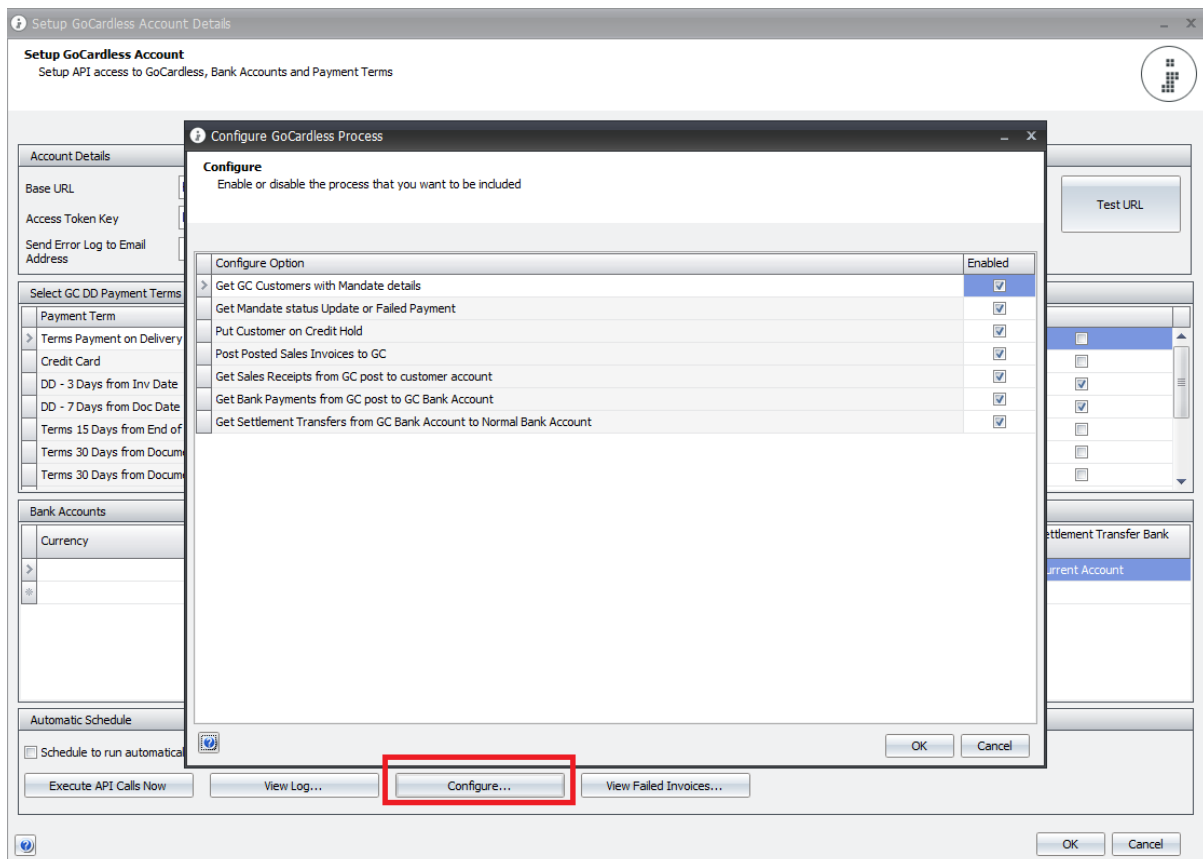 Setup GoCardless Account Details
Setup GoCardless Account
Setup API access to GoCardless, Bank Accounts and Payment Terms
Account Details
Base URL
Access Token Key
Send Error Log to Email
Address
Test URL
Select GC DD Payment Terms
Payment Term
Terms Payment on Delivery
Credit Card
DD - 3 Days from Inv Date
DD - 7 Days from Doc Date
Terms 15 Days from End of
Terms 30 Days from
Terms 30 Days from
Bank Accounts
Currency
Transfer Bank
Account
Configure GoCardless Process
Configure
Enable or disable the process that you want to be included
Configure Option Enabled
Get GC Customers with Mandate details
Get Mandate status Update or Failed Payment
Put Customer on Credit Hold
Post Posted Sales Invoices to GC
Get Sales Receipts from GC post to customer account
Get Bank Payments from GC post to GC Bank Account
Get Settlement Transfers from GC Bank Account to Normal Bank Account
OK Cancel
Automatic Schedule
Schedule to run
Execute API Calls Now View Log... Configure... View Failed Invoices...
OK Cancel